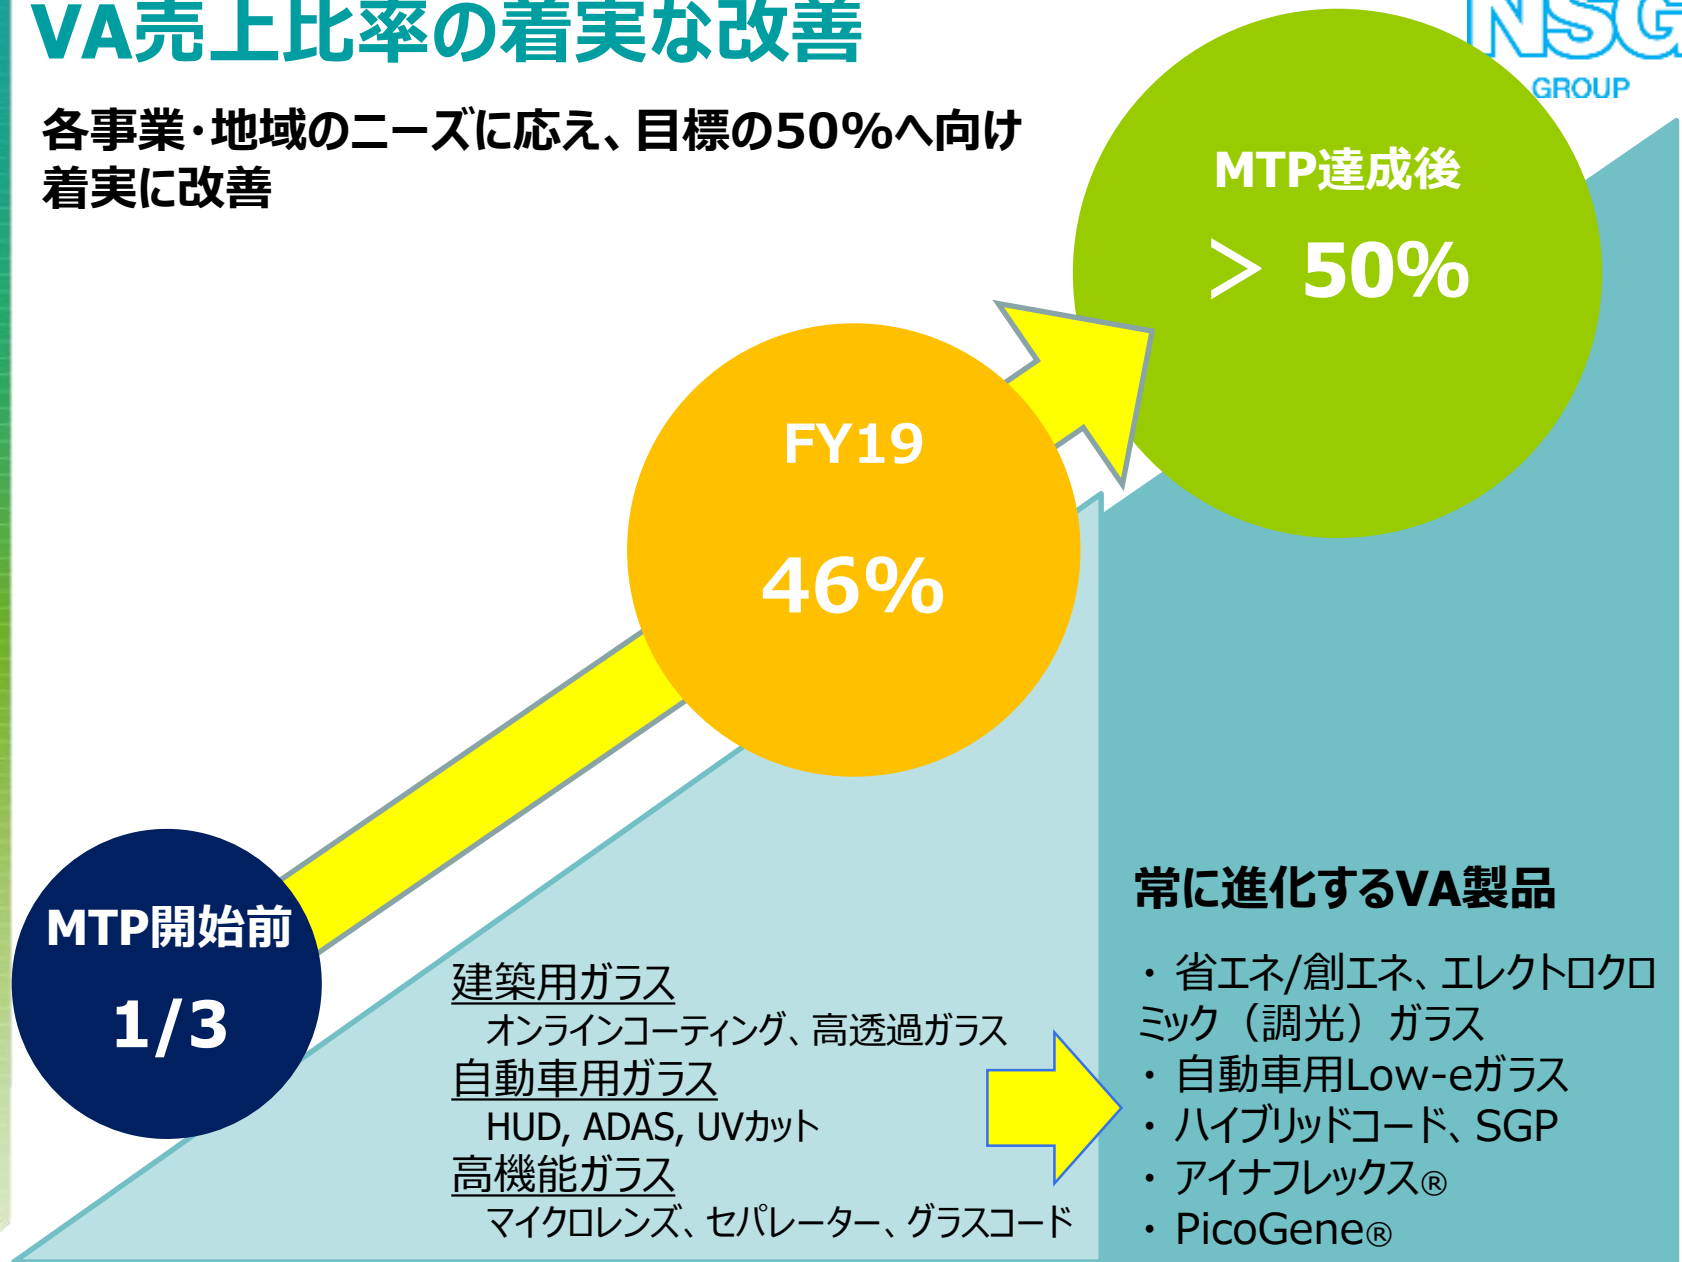 VA売上比率の着実な改善
NSG
GROUP
各事業・地域のニーズに応え、目標の50%へ向け
着実に改善
MTP達成後
＞ 50%
FY19
46%
MTP開始前
1/3
建築用ガラス
オンラインコーティング、高透過ガラス
自動車用ガラス
HUD, ADAS, UVカット
高機能ガラス
マイクロレンズ、セパレーター、グラスコード
常に進化するVA製品
・省エネ/創エネ、エレクトロクロ
ミック（調光）ガラス
・自動車用Low-eガラス
・ハイブリッドコード、SGP
・アイナフレックス®
・PicoGene®